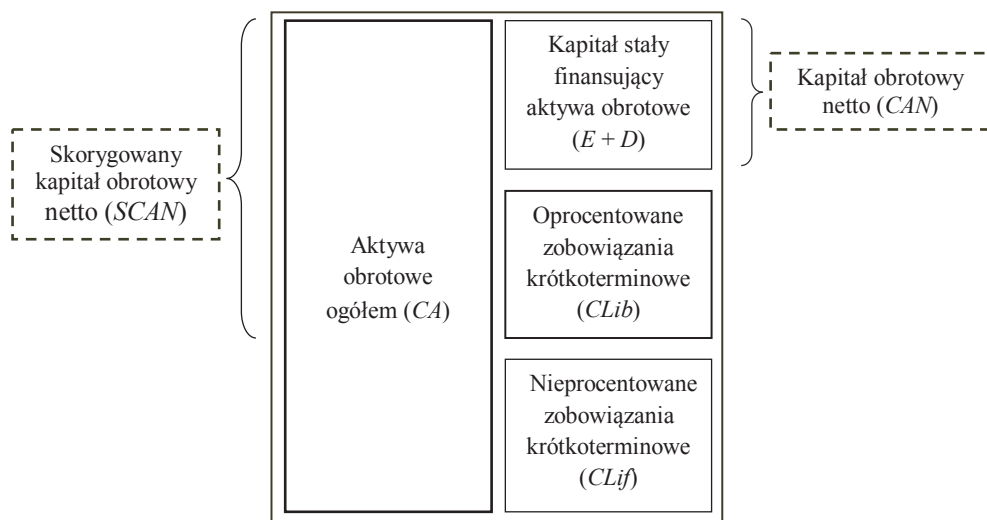 Skorygowany
kapitał obrotowy
netto (SCAN)
Aktywa
obrotowe
ogółem (CA)
Kapitał stały
finansujący
aktywa obrotowe
(E + D)
Oprocentowane
zobowiązania
krótkoterminowe
(CLib)
Nieprocentowane
zobowiązania
krótkoterminowe
(CLif)
Kapitał obrotowy
netto (CAN)